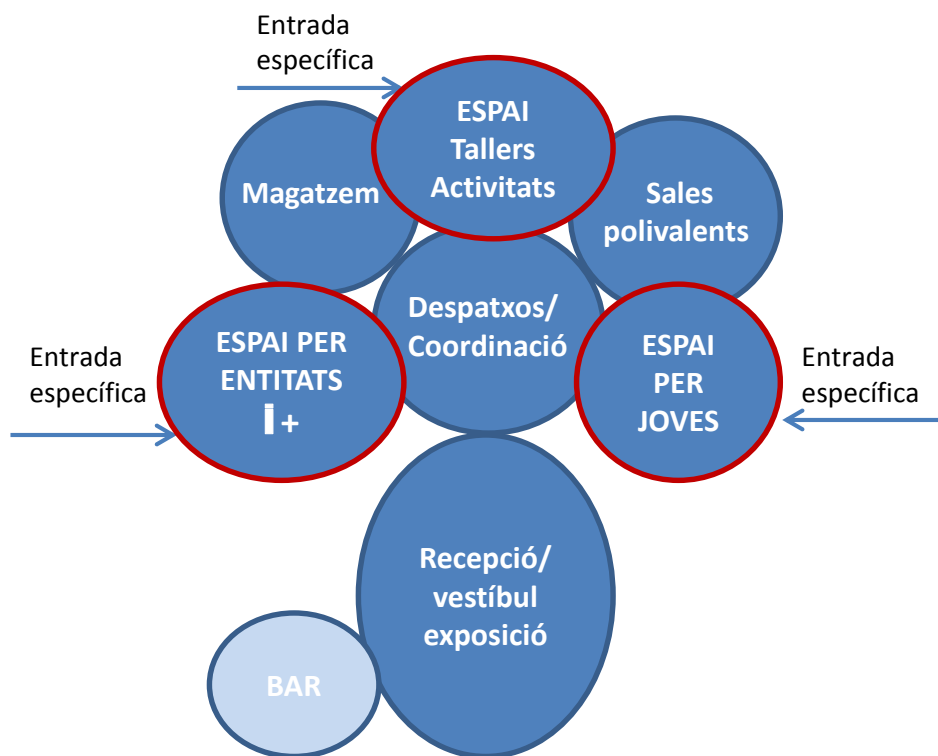 Entrada
específica
ESPAI
Tallers
Activitats
Magatzem
Sales
polivalents
Despatxos/
Coordinació
Entrada
específica
ESPAI PER
ENTITATS
i +
ESPAI
PER
JOVES
Entrada
específica
Recepció/
vestíbul
exposició
BAR